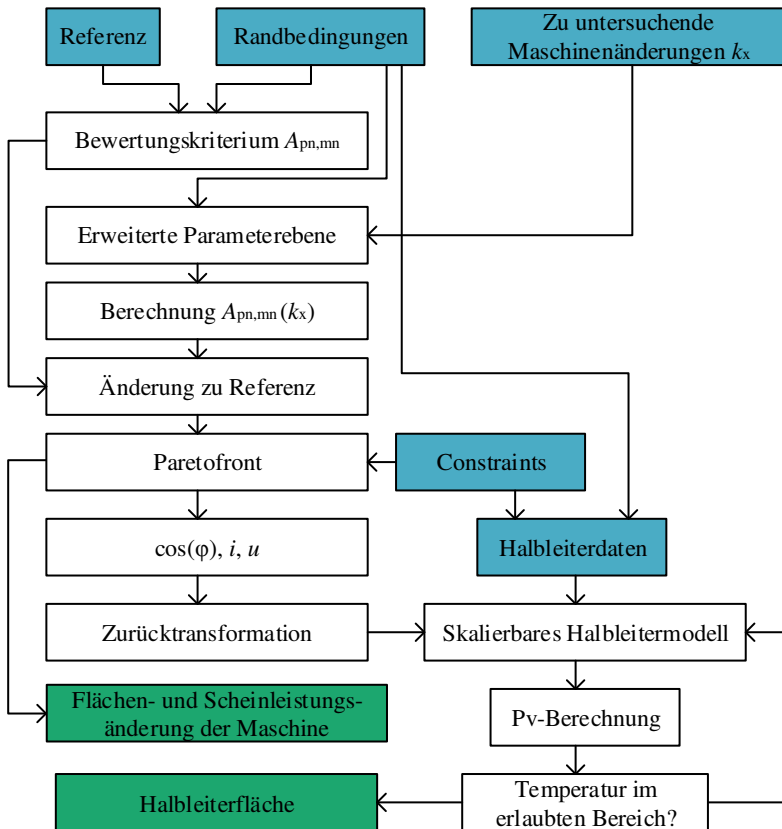 Referenz
Randbedingungen
Zu untersuchende
Maschinenänderungen kx
Bewertungskriterium Apn,mn
Erweiterte Parameterebene
Berechnung Apn,mn (kx)
Änderung zu Referenz
Paretofront
Constraints
cos(φ), i, u
Halbleiterdaten
Zurücktransformation
Skalierbares Halbleitermodell
Flächen- und Scheinleistungs-
änderung der Maschine
Pv-Berechnung
Halbleiterfläche
Temperatur im
erlaubten Bereich?